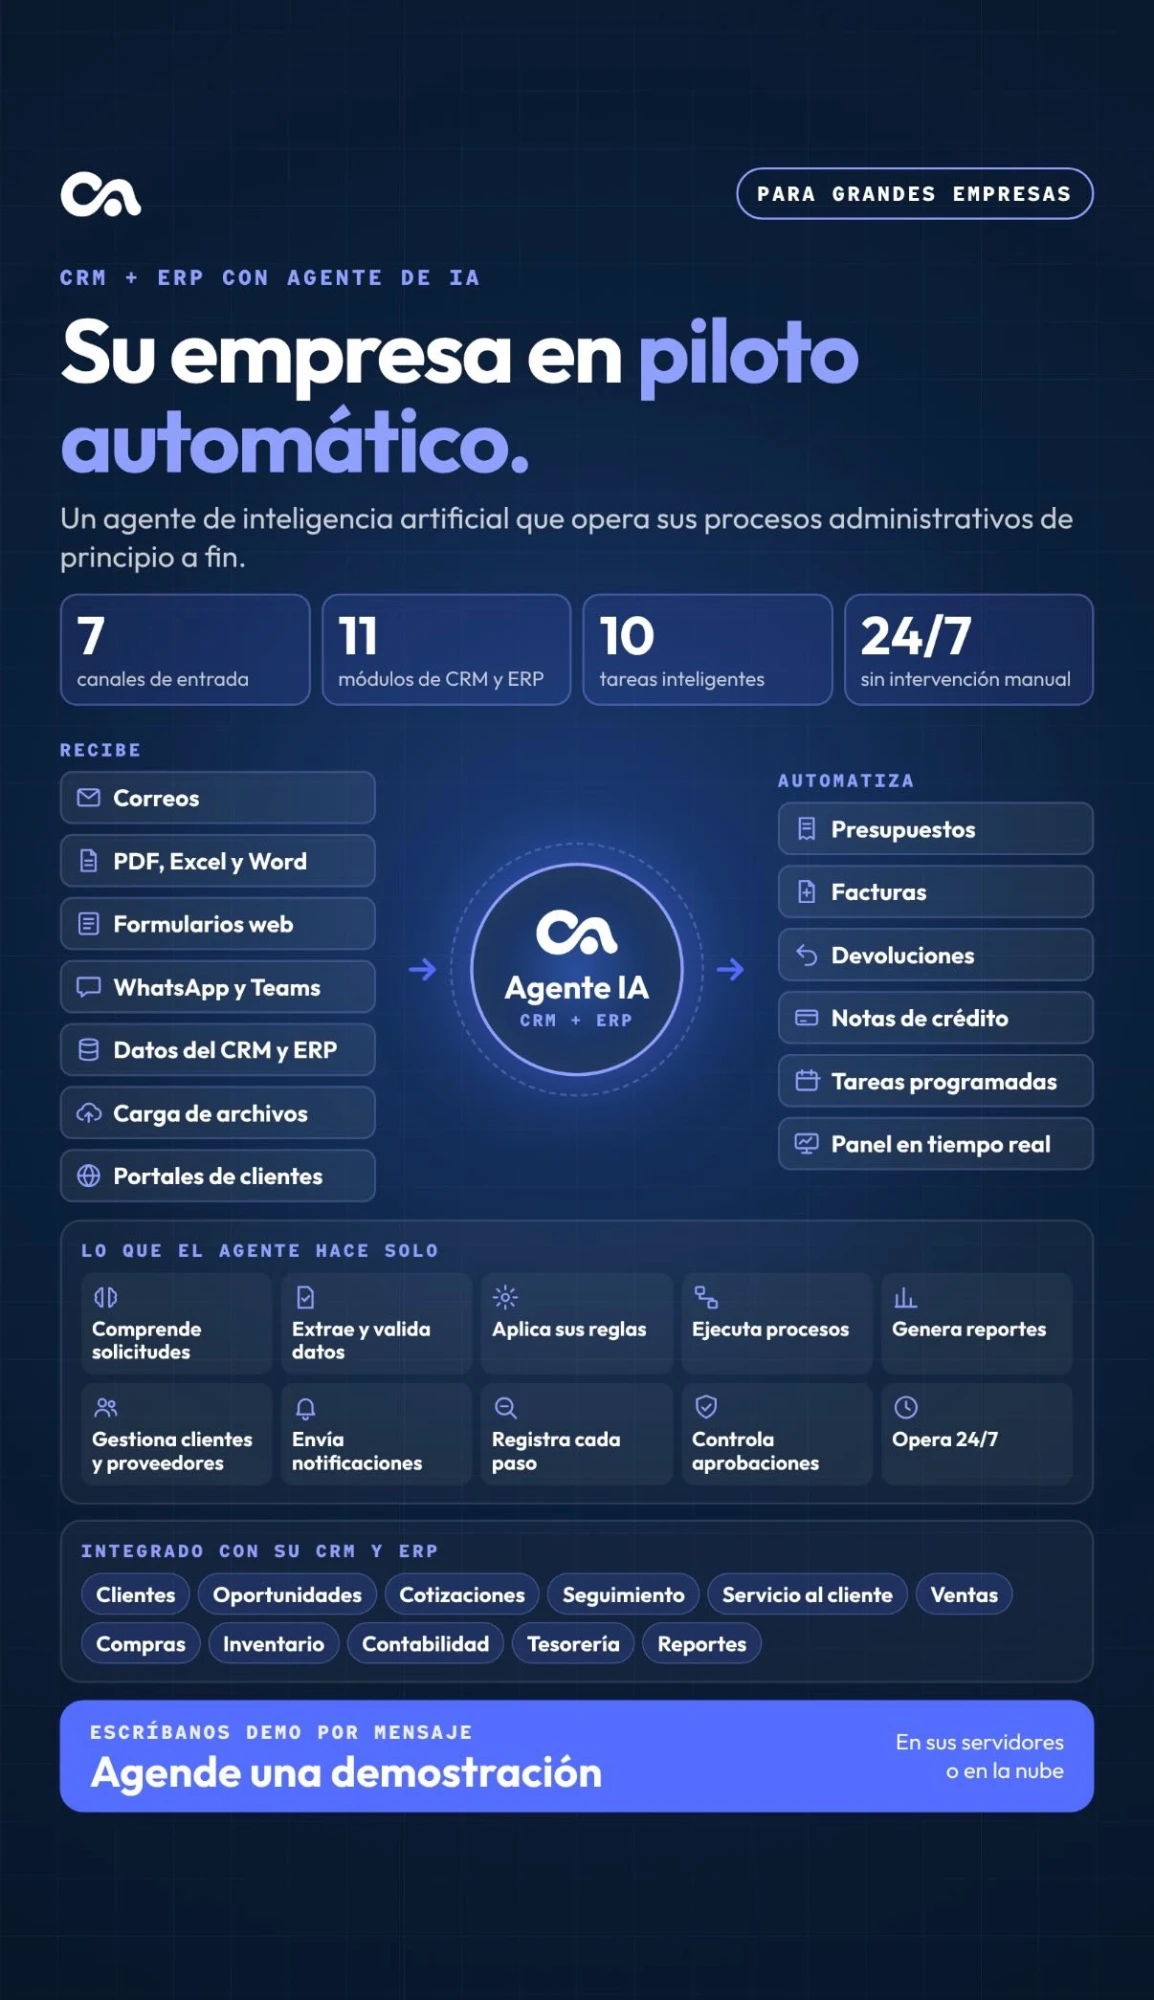 PARA GRANDES EMPRESAS
CRM + ERP CON AGENTE DE IA
Su empresa en piloto
automático.
Un agente de inteligencia artificial que opera sus procesos administrativos de
principio a fin.
7
canales de entrada
11
módulos de CRM y ERP
10
tareas inteligentes
24/7
sin intervención manual
RECIBE
Correos
PDF, Excel y Word
Formularios web
WhatsApp y Teams
Datos del CRM y ERP
Carga de archivos
Portales de clientes
Agente IA
CRM + ERP
AUTOMATIZA
Presupuestos
Facturas
Devoluciones
Notas de crédito
Tareas programadas
Panel en tiempo real
LO QUE EL AGENTE HACE SOLO
Comprende
solicitudes
Extrae y valida
datos
Aplica sus reglas
Ejecuta procesos
Genera reportes
Gestiona clientes
y proveedores
Envía
notificaciones
Registra cada
paso
Controla
aprobaciones
Opera 24/7
INTEGRADO CON SU CRM Y ERP
Clientes
Oportunidades
Cotizaciones
Seguimiento
Servicio al cliente
Ventas
Compras
Inventario
Contabilidad
Tesorería
Reportes
ESCRÍBANOS DEMO POR MENSAJE
Agende una demostración
En sus servidores
o en la nube